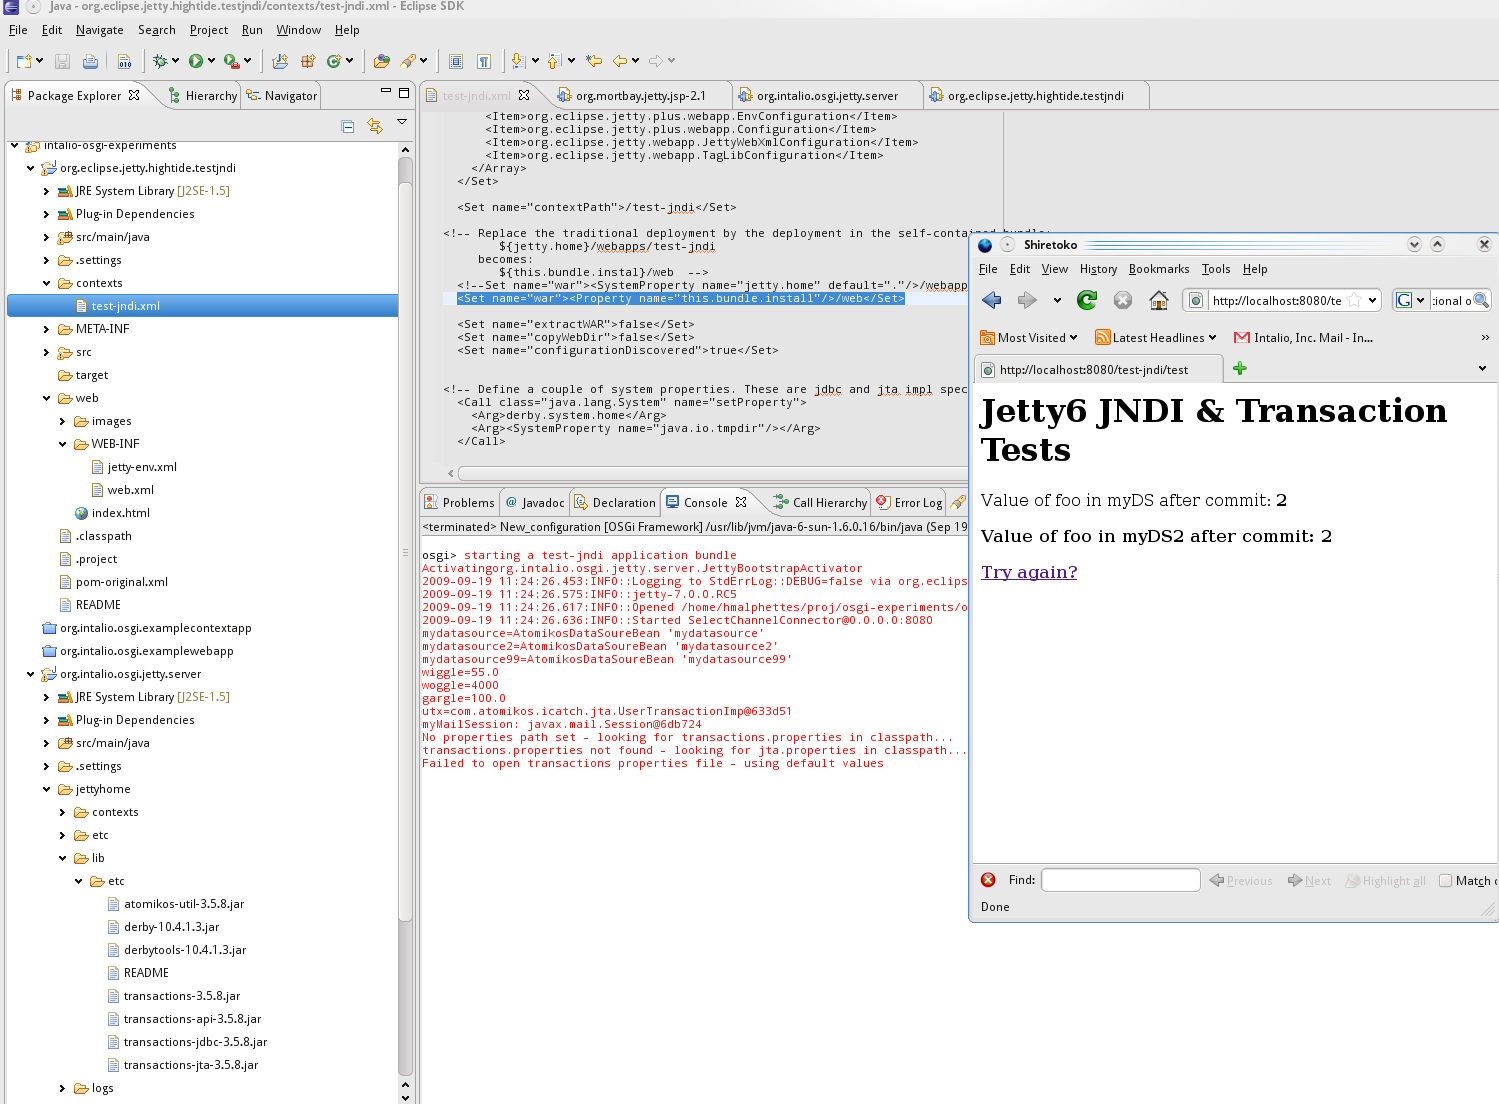 Java - org.eclipse.jetty.hightide.testjndi/contexts/test-jndi.xml - Eclipse SDK
File Edit Navigate Search Project Run Window Help
Package Explorer Hierarchy Navigator
intalio-osgi-experiments
org.eclipse.jetty.hightide.testjndi
JRE System Library [J2SE-1.5]
Plug-in Dependencies
src/main/java
.settings
contexts
test-jndi.xml
META-INF
src
target
web
images
WEB-INF
jetty-env.xml
web.xml
index.html
.classpath
.project
pom-original.xml
README
org.intalio.osgi.examplecontextapp
org.intalio.osgi.examplewebapp
org.intalio.osgi.jetty.server
JRE System Library [J2SE-1.5]
Plug-in Dependencies
src/main/java
.settings
jettyhome
contexts
etc
lib
etc
atomikos-util-3.5.8.jar
derby-10.4.1.3.jar
derbytools-10.4.1.3.jar
README
transactions-3.5.8.jar
transactions-api-3.5.8.jar
transactions-jdbc-3.5.8.jar
transactions-jta-3.5.8.jar
logs
test-jndi.xml org.mortbay.jetty.jsp-2.1 org.intalio.osgi.jetty.server org.eclipse.jetty.hightide.testjndi
<Item>org.eclipse.jetty.plus.webapp.EnvConfiguration</Item>
<Item>org.eclipse.jetty.plus.webapp.Configuration</Item>
<Item>org.eclipse.jetty.webapp.JettyWebXmlConfiguration</Item>
<Item>org.eclipse.jetty.webapp.TagLibConfiguration</Item>
</Array>
</Set>
<Set name="contextPath">/test-jndi</Set>
<!-- Replace the traditional deployment by the deployment in the self-contained bundle:
${jetty.home}/webapps/test-jndi
becomes:
${this.bundle.instal}/web -->
<!--Set name="war"><SystemProperty name="jetty.home" default="."/>/webapp
<Set name="war"><Property name="this.bundle.install"/>/web</Set>
<Set name="extractWAR">false</Set>
<Set name="copyWebDir">false</Set>
<Set name="configurationDiscovered">true</Set>
<!-- Define a couple of system properties. These are jdbc and jta impl spec
<Call class="java.lang.System" name="setProperty">
<Arg>derby.system.home</Arg>
<Arg><SystemProperty name="java.io.tmpdir"/></Arg>
</Call>
Problems @ Javadoc Declaration Console Call Hierarchy Error Log
<terminated> New_configuration [OSGi Framework] /usr/lib/jvm/java-6-sun-1.6.0.16/bin/java (Sep 19
osgi> starting a test-jndi application bundle
Activatingorg.intalio.osgi.jetty.server.JettyBootstrapActivator
2009-09-19 11:24:26.453:INFO::Logging to StdErrLog::DEBUG=false via org.eclips
2009-09-19 11:24:26.575:INFO::jetty-7.0.0.RC5
2009-09-19 11:24:26.617:INFO::Opened /home/hmalphettes/proj/osgi-experiments/o
2009-09-19 11:24:26.636:INFO::Started SelectChannelConnector@0.0.0.0:8080
mydatasource=AtomikosDataSoureBean 'mydatasource'
mydatasource2=AtomikosDataSoureBean 'mydatasource2'
mydatasource99=AtomikosDataSoureBean 'mydatasource99'
wiggle=55.0
woggle=4000
gargle=100.0
utx=com.atomikos.icatch.jta.UserTransactionImp@633d51
myMailSession: javax.mail.Session@6db724
No properties path set - looking for transactions.properties in classpath...
transactions.properties not found - looking for jta.properties in classpath...
Failed to open transactions properties file - using default values
Shiretoko
File Edit View History Bookmarks Tools Help
http://localhost:8080/te G tional o
Most Visited Latest Headlines Intalio, Inc. Mail - In... »
http://localhost:8080/test-jndi/test
Jetty6 JNDI & Transaction
Tests
Value of foo in myDS after commit: 2
Value of foo in myDS2 after commit: 2
Try again?
Find: Previous Next Highlight all Match c
Done